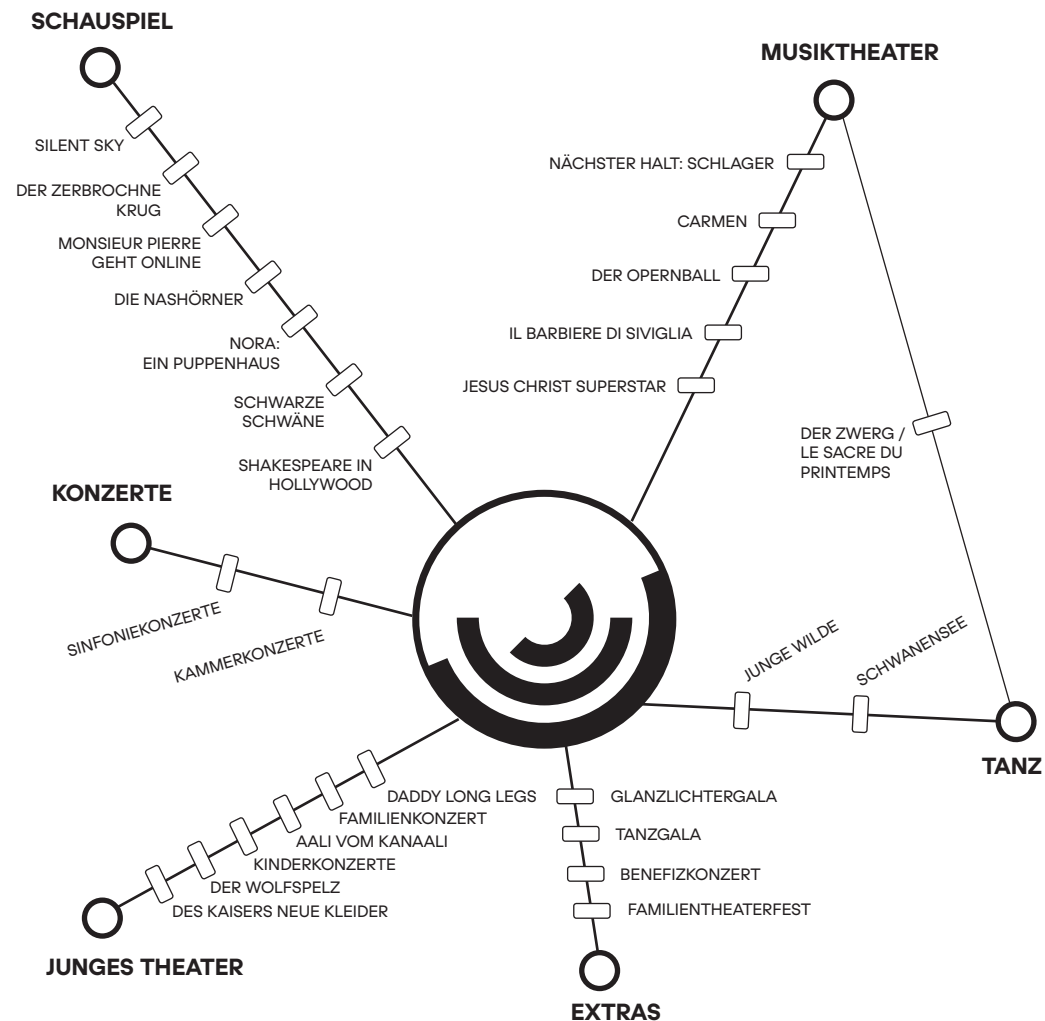 SCHAUSPIEL
SILENT SKY
DER ZERBROCHNE
KRUG
MONSIEUR PIERRE
GEHT ONLINE
DIE NASHÖRNER
NORA:
EIN PUPPENHAUS
SCHWARZE
SCHWÄNE
SHAKESPEARE IN
HOLLYWOOD
MUSIKTHEATER
NÄCHSTER HALT: SCHLAGER
CARMEN
DER OPERNBALL
IL BARBIERE DI SIVIGLIA
JESUS CHRIST SUPERSTAR
DER ZWERG /
LE SACRE DU
PRINTEMPS
KONZERTE
SINFONIEKONZERTE
KAMMERKONZERTE
JUNGE WILDE
SCHWANENSEE
TANZ
DADDY LONG LEGS
FAMILIENKONZERT
AALI VOM KANAALI
KINDERKONZERTE
DER WOLFSPELZ
DES KAISERS NEUE KLEIDER
JUNGES THEATER
GLANZLICHTERGALA
TANZGALA
BENEFIZKONZERT
FAMILIENTHEATERFEST
EXTRAS